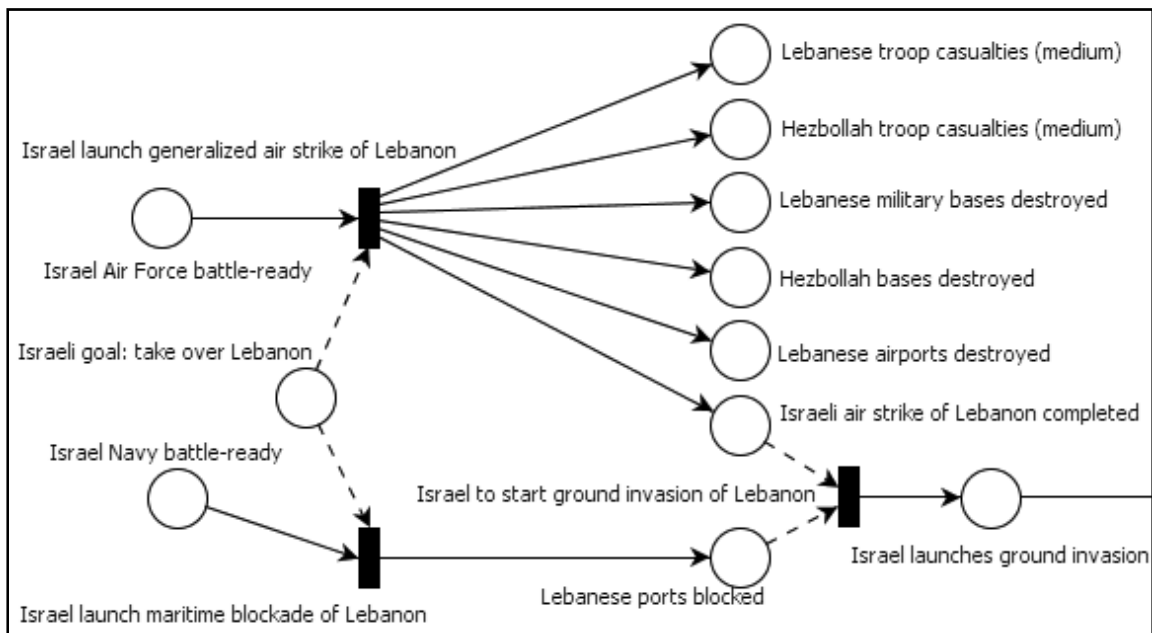 Lebanese troop casualties (medium)
Hezbollah troop casualties (medium)
Israel launch generalized air strike of Lebanon
Lebanese military bases destroyed
Israel Air Force battle-ready
Hezbollah bases destroyed
Israeli goal: take over Lebanon
Lebanese airports destroyed
Israeli air strike of Lebanon completed
Israel Navy battle-ready
Israel to start ground invasion of Lebanon
Israel launches ground invasion
Lebanese ports blocked
Israel launch maritime blockade of Lebanon